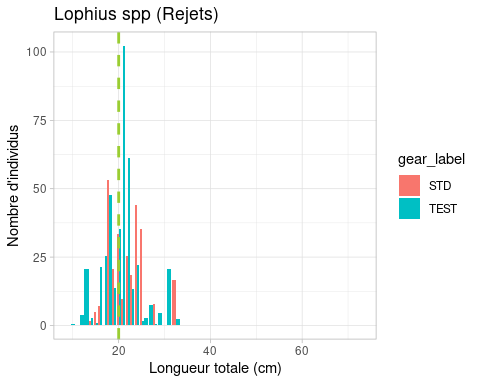 Lophius spp (Rejets)
Nombre d'individus
100
75
50
25
0
20
40
60
Longueur totale (cm)
gear_label
STD
TEST